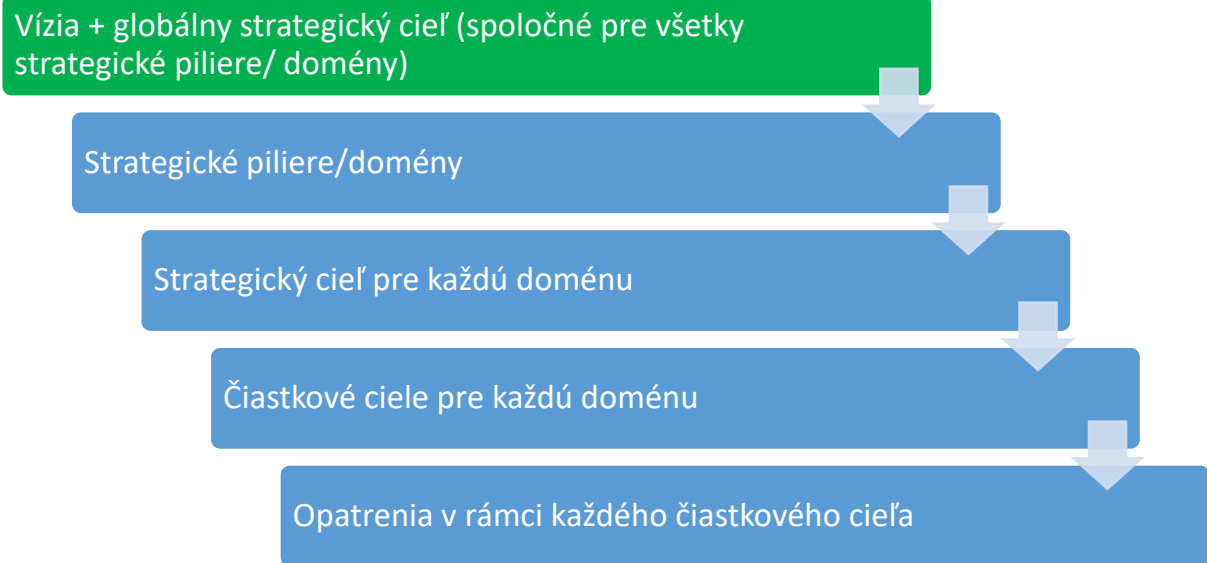 Vízia + globálny strategický cieľ (spoločné pre všetky
strategické piliere/ domény)
Strategické piliere/domény
Strategický cieľ pre každú doménu
Čiastkové ciele pre každú doménu
Opatrenia v rámci každého čiastkového cieľa